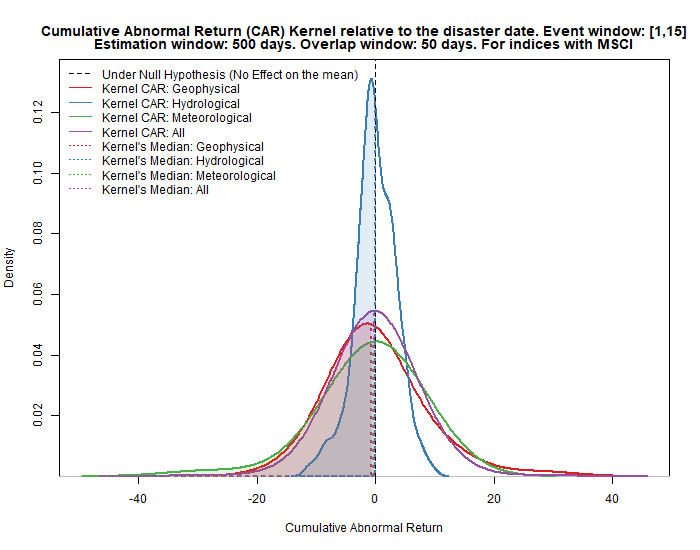 Cumulative Abnormal Return (CAR) Kernel relative to the disaster date. Event window: [1,15]
Estimation window: 500 days. Overlap window: 50 days. For indices with MSCI
Under Null Hypothesis (No Effect on the mean)
Kernel CAR: Geophysical
Kernel CAR: Hydrological
Kernel CAR: Meteorological
Kernel CAR: All
Kernel's Median: Geophysical
Kernel's Median: Hydrological
Kernel's Median: Meteorological
Kernel's Median: All
Density
0.12
0.10
0.08
0.06
0.04
0.02
-40
-20
0
20
40
Cumulative Abnormal Return